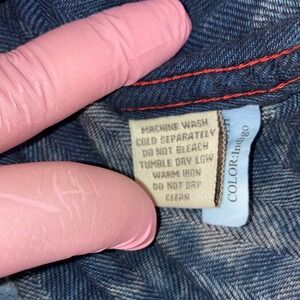 MACHINE WASH
COLD SEPARATELY
DO NOT BLEACH
TUMBLE DRY LOW
WARM IRON
DO NOT DRY
CLEAN
COLOR:Indigo